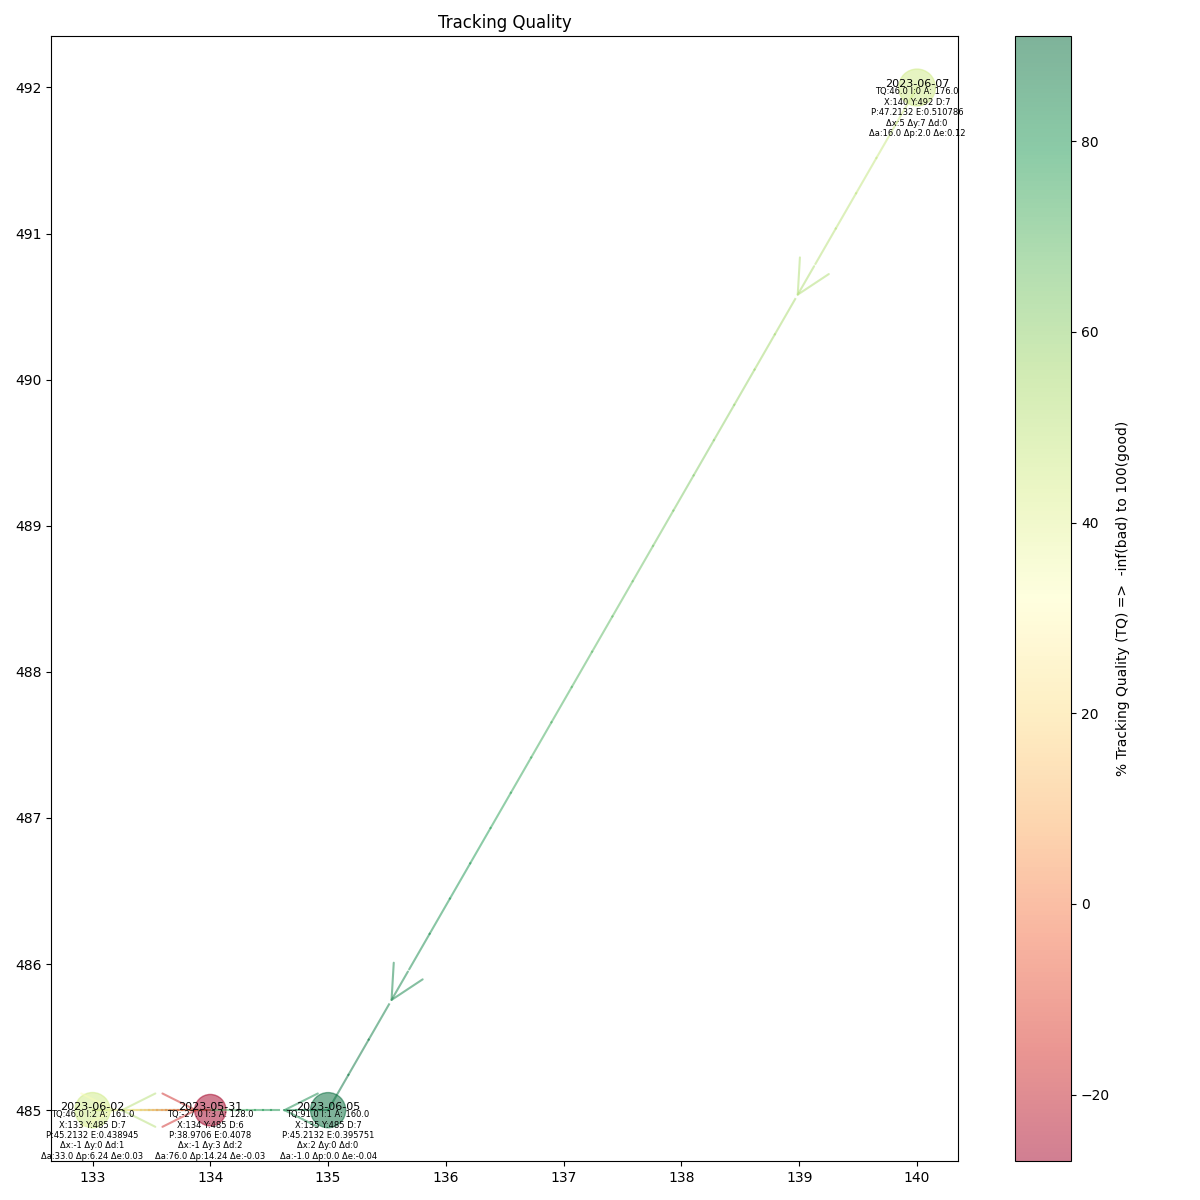 Tracking Quality
492
491
490
489
488
487
486
485
2023-06-07
TQ:46.0 I:0 A: 176.0
X:140 Y:492 D:7
P:47.2132 E:0.510786
Δx:5 Δy:7 Δd:0
Δa:16.0 Δp:2.0 Δe:0.12
2023-06-02
TQ:46.0 I:2 A: 161.0
X:133 Y:485 D:7
P:45.2132 E:0.438945
Δx:-1 Δy:0 Δd:1
Δa:33.0 Δp:6.24 Δe:0.03
2023-05-31
TQ:-27.0 I:3 A: 128.0
X:134 Y:485 D:6
P:38.9706 E:0.4078
Δx:-1 Δy:3 Δd:2
Δa:76.0 Δp:14.24 Δe:-0.03
2023-06-05
TQ:91.0 I:1 A: 160.0
X:135 Y:485 D:7
P:45.2132 E:0.395751
Δx:2 Δy:0 Δd:0
Δa:-1.0 Δp:0.0 Δe:-0.04
133 134 135 136 137 138 139 140
80
60
40
20
0
−20
% Tracking Quality (TQ) => -inf(bad) to 100(good)